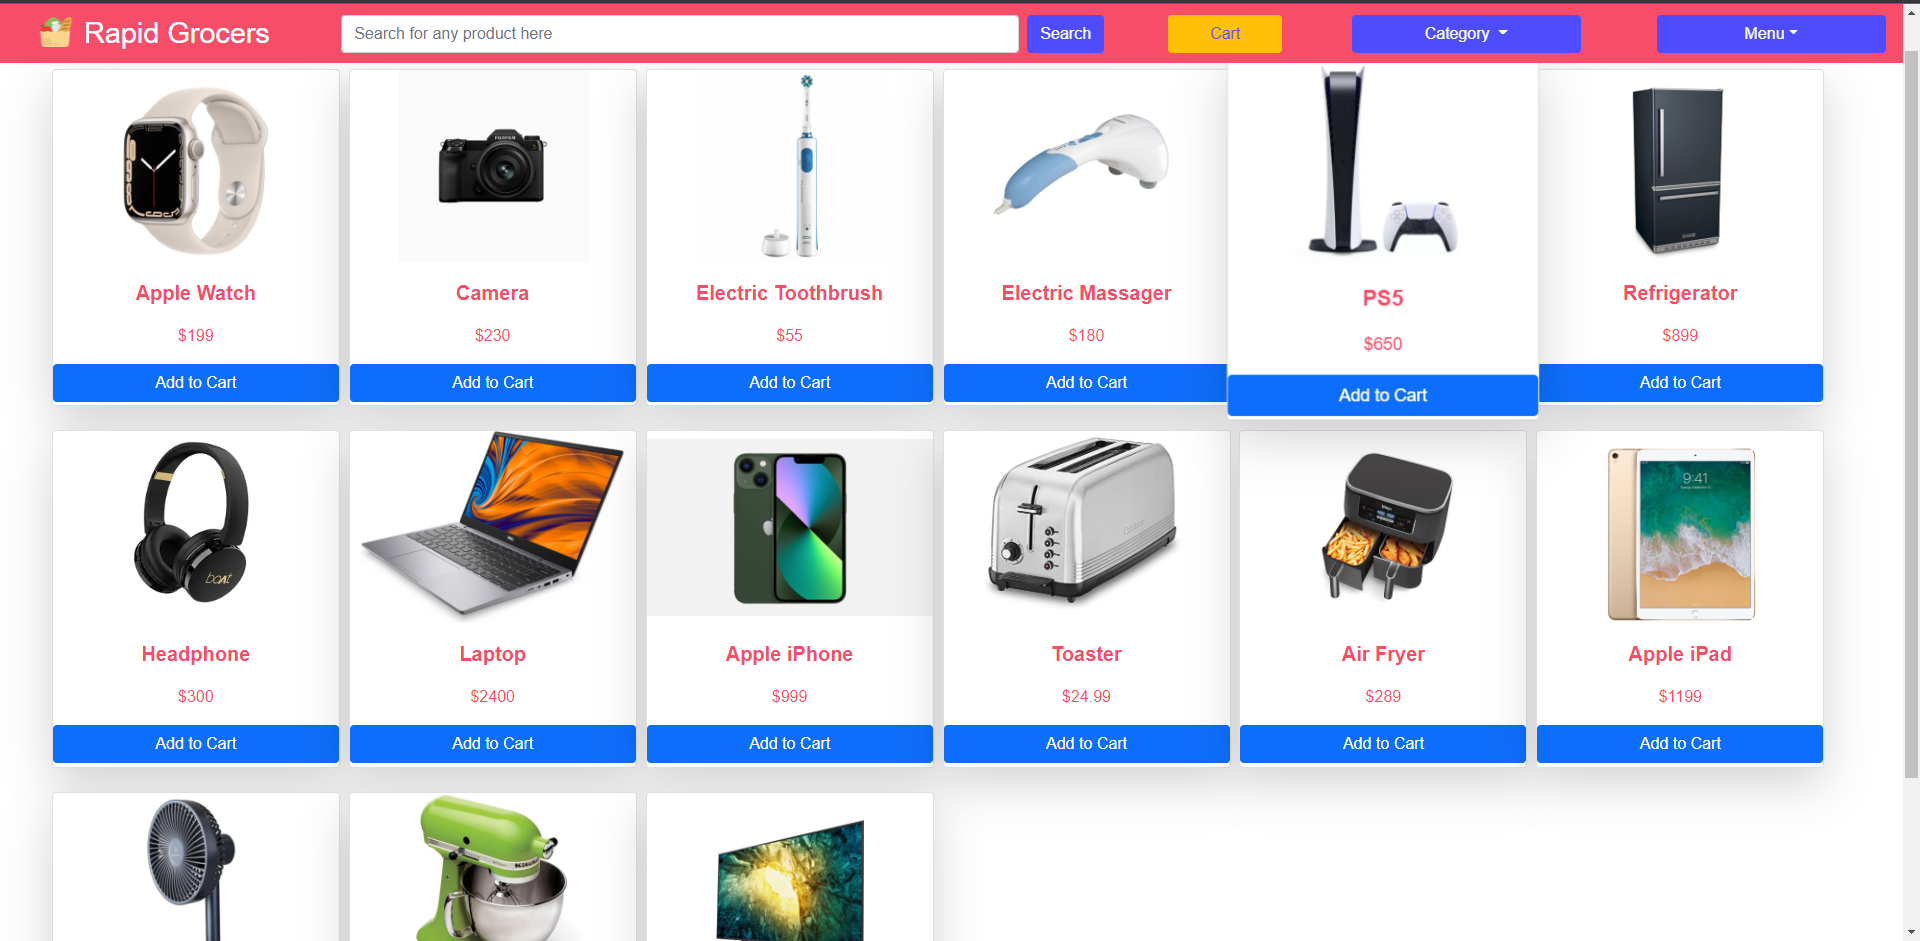 Rapid Grocers
Search for any product here
Search
Cart
Category
Menu
FUJIFILM
Apple Watch
Camera
Electric Toothbrush
Electric Massager
PS5
Refrigerator
$199
$230
$55
$180
$650
$899
Add to Cart
Add to Cart
Add to Cart
Add to Cart
Add to Cart
Add to Cart
boAt
9:41
Headphone
Laptop
Apple iPhone
Toaster
Air Fryer
Apple iPad
$300
$2400
$999
$24.99
$289
$1199
Add to Cart
Add to Cart
Add to Cart
Add to Cart
Add to Cart
Add to Cart